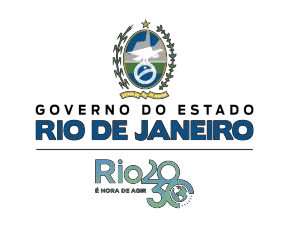 GOVERNO DO ESTADO
RIO DE JANEIRO
Rio2030
É HORA DE AGIR